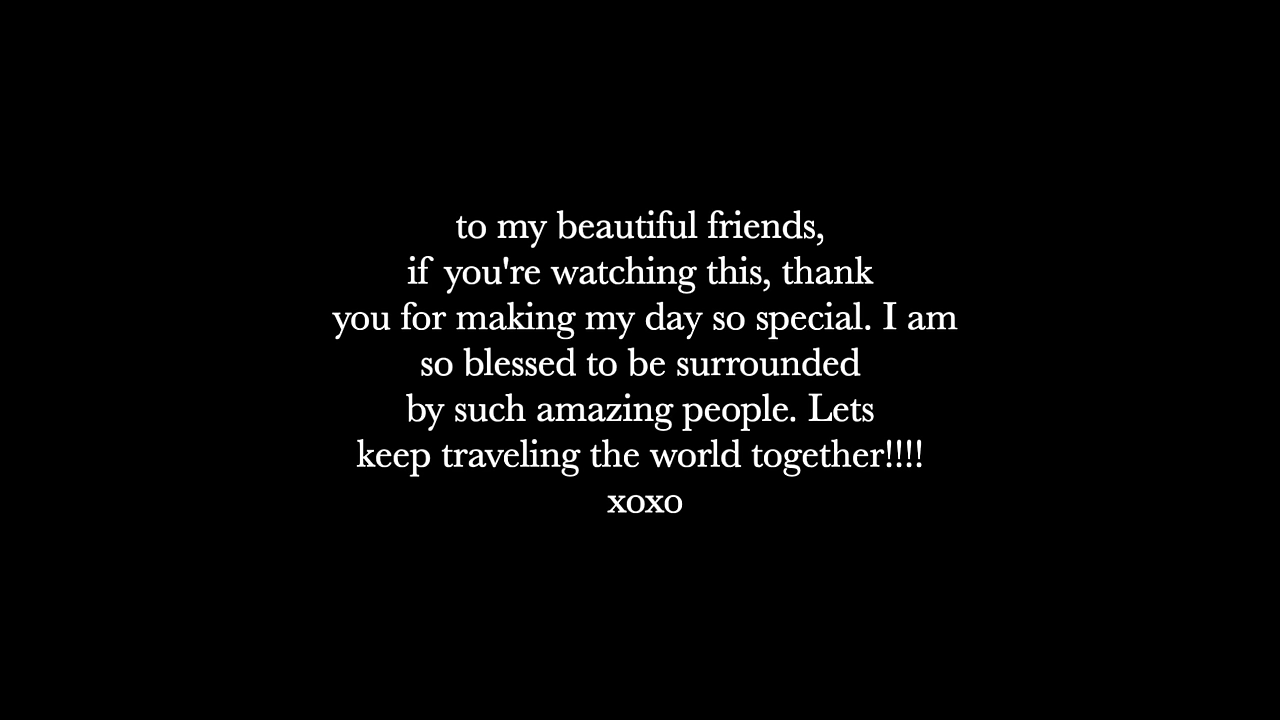 to my beautiful friends,
if you're watching this, thank
you for making my day so special. I am
so blessed to be surrounded
by such amazing people. Lets
keep traveling the world together!!!!
xoxo